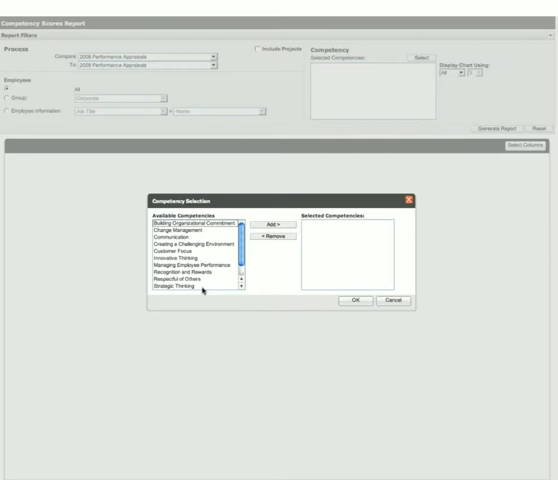 Competency Scores Report
Report Filters
Process
Include Projects
Competency
Compare: 2008 Performance Appraisals
Selected Competencies:
Select
To: 2008 Performance Appraisals
Display Chart Using:
All
Employees
All
Group:
Corporate
Employee Information:
Job Title
=
None
Generate Report
Reset
Select Columns
Competency Selection
Available Competencies
Selected Competencies:
Building Organizational Commitment
Change Management
Communication
Creating a Challenging Environment
Customer Focus
Innovative Thinking
Managing Employee Performance
Recognition and Rewards
Respectful of Others
Strategic Thinking
Add >
< Remove
OK
Cancel